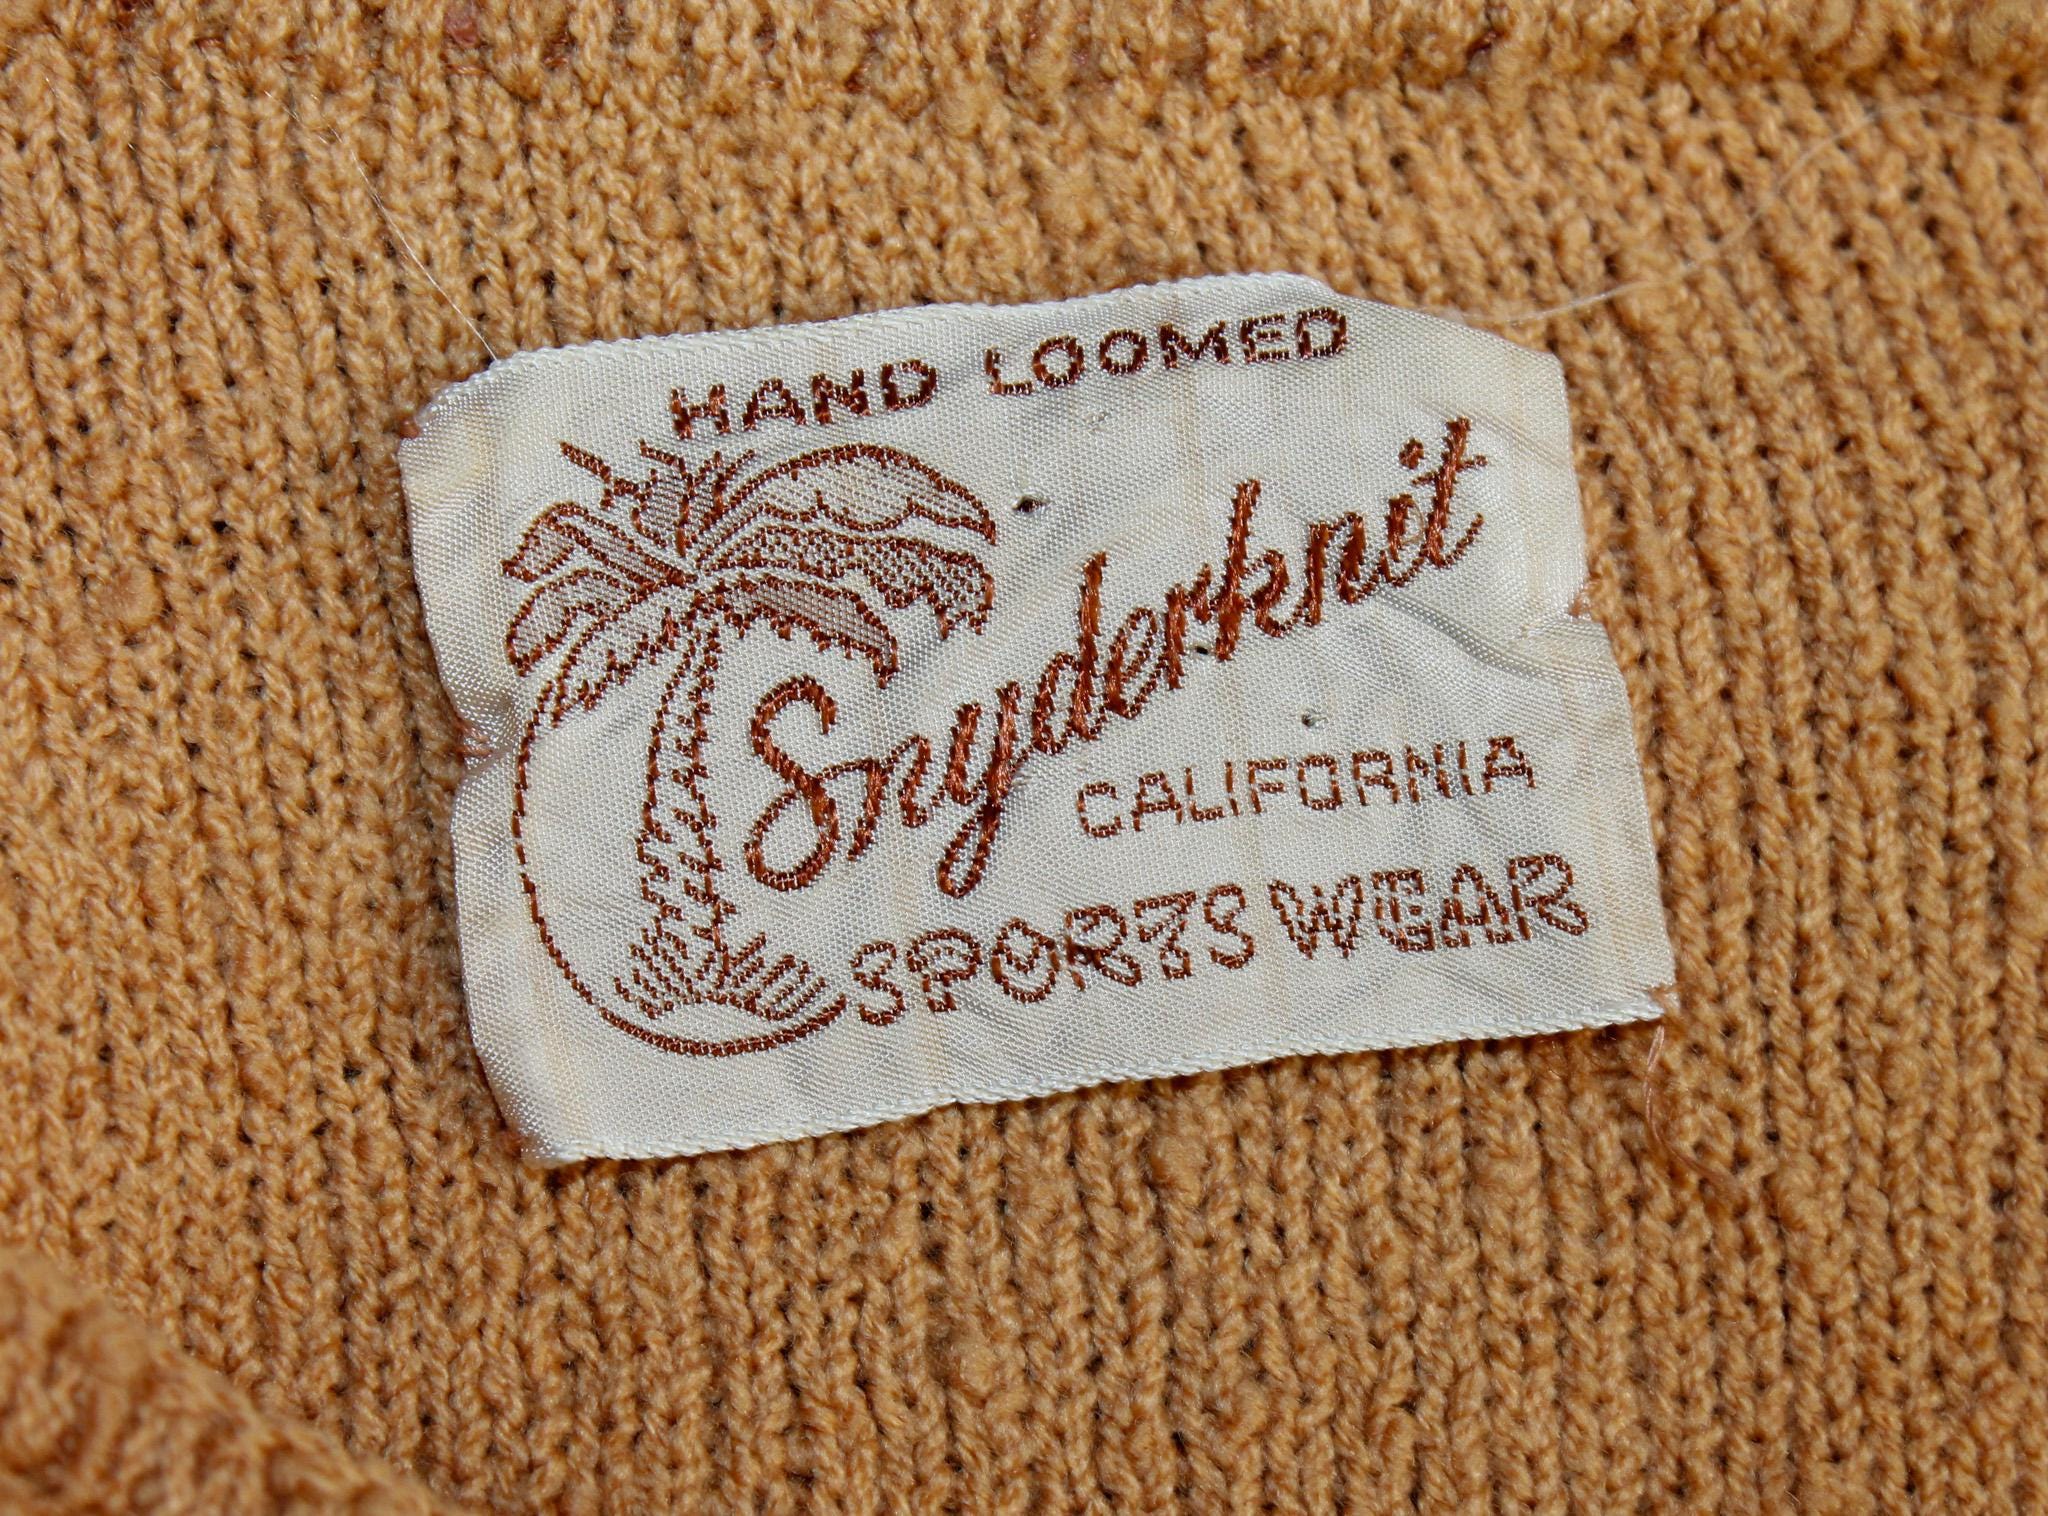 HAND LOOMED
Snyderknit
CALIFORNIA
SPORTS WEAR